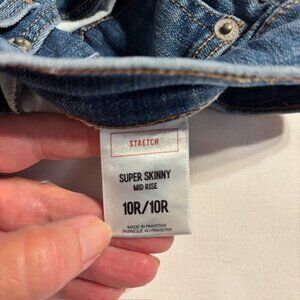 STRETCH
SUPER SKINNY
MID RISE
10R/10R
MADE IN PAKISTAN
FABRIQUÉ AU PAKISTAN